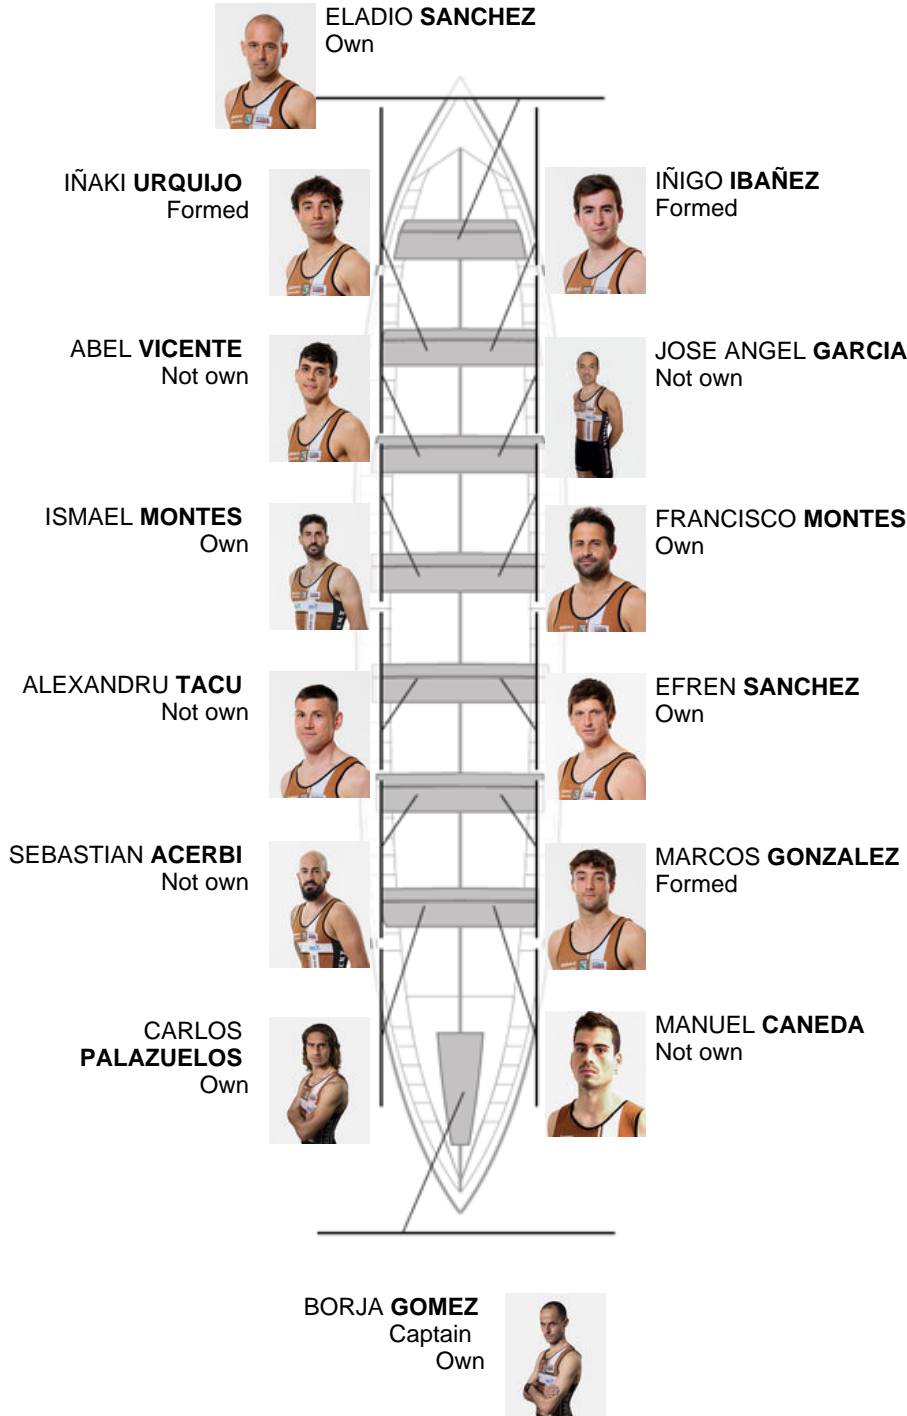 ELADIO SANCHEZ
Own
IÑAKI URQUIJO
Formed
IÑIGO IBAÑEZ
Formed
ABEL VICENTE
Not own
JOSE ANGEL GARCIA
Not own
ISMAEL MONTES
Own
FRANCISCO MONTES
Own
ALEXANDRU TACU
Not own
EFREN SANCHEZ
Own
SEBASTIAN ACERBI
Not own
MARCOS GONZALEZ
Formed
CARLOS
PALAZUELOS
Own
MANUEL CANEDA
Not own
BORJA GOMEZ
Captain
Own